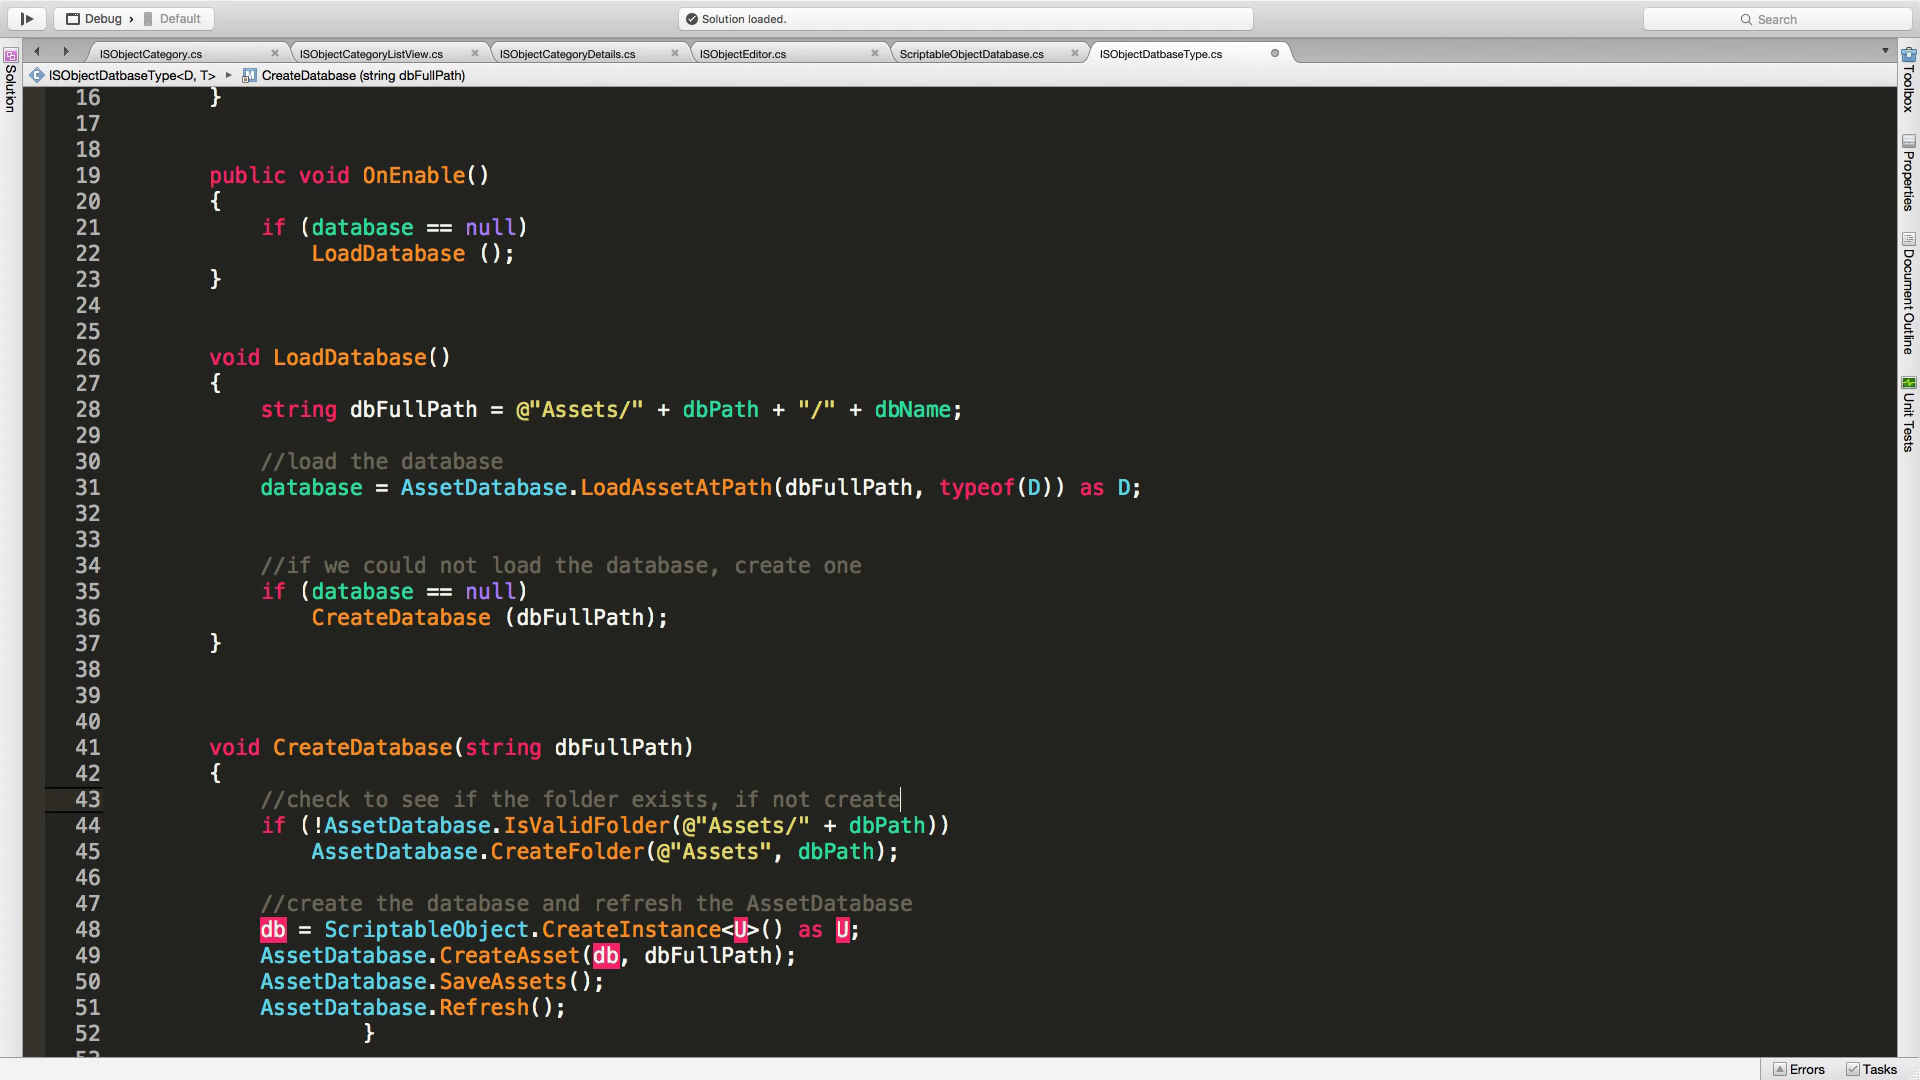 Debug › Default
Solution loaded.
Search
ISObjectCategory.cs
ISObjectCategoryListView.cs
ISObjectCategoryDetails.cs
ISObjectEditor.cs
ScriptableObjectDatabase.cs
ISObjectDatbaseType.cs
ISObjectDatbaseType<D, T> ▸ CreateDatabase (string dbFullPath)
Solution
Toolbox
Properties
Document Outline
Unit Tests
16 }
17
18
19 public void OnEnable()
20 {
21 if (database == null)
22 LoadDatabase ();
23 }
24
25
26 void LoadDatabase()
27 {
28 string dbFullPath = @"Assets/" + dbPath + "/" + dbName;
29
30 //load the database
31 database = AssetDatabase.LoadAssetAtPath(dbFullPath, typeof(D)) as D;
32
33
34 //if we could not load the database, create one
35 if (database == null)
36 CreateDatabase (dbFullPath);
37 }
38
39
40
41 void CreateDatabase(string dbFullPath)
42 {
43 //check to see if the folder exists, if not create
44 if (!AssetDatabase.IsValidFolder(@"Assets/" + dbPath))
45 AssetDatabase.CreateFolder(@"Assets", dbPath);
46
47 //create the database and refresh the AssetDatabase
48 db = ScriptableObject.CreateInstance<U>() as U;
49 AssetDatabase.CreateAsset(db, dbFullPath);
50 AssetDatabase.SaveAssets();
51 AssetDatabase.Refresh();
52 }
53
Errors
Tasks